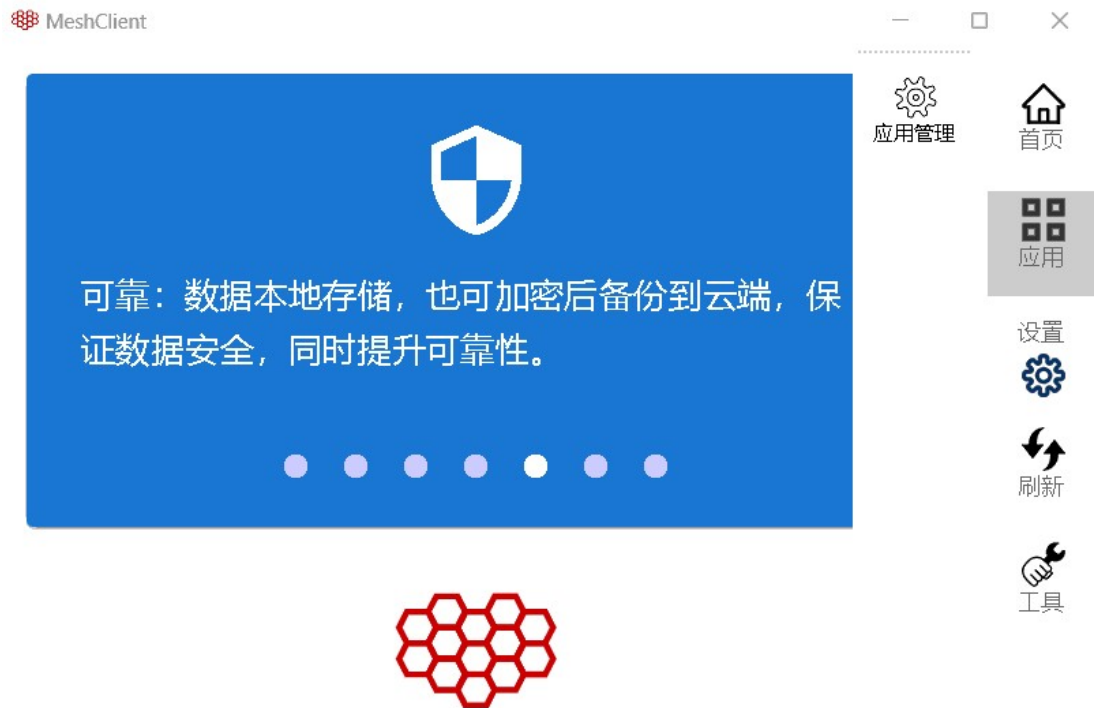 MeshClient
应用管理
首页
可靠：数据本地存储，也可加密后备份到云端，保
证数据安全，同时提升可靠性。
应用
设置
刷新
工具